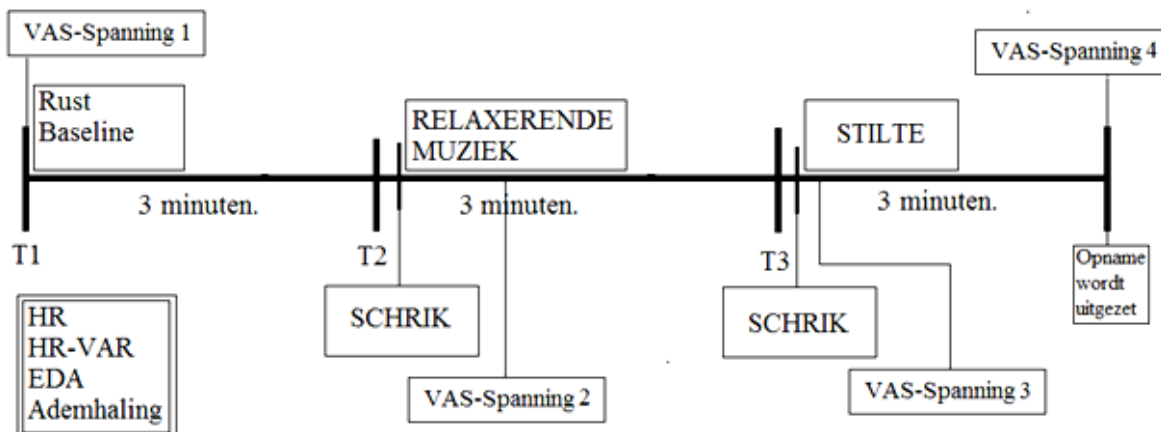 VAS-Spanning 1
VAS-Spanning 4
Rust
Baseline
RELAXERENDE
MUZIEK
STILTE
3 minuten.
3 minuten.
3 minuten.
T1
T2
T3
SCHRIK
SCHRIK
Opname
wordt
uitgezet
HR
HR-VAR
EDA
Ademhaling
VAS-Spanning 2
VAS-Spanning 3